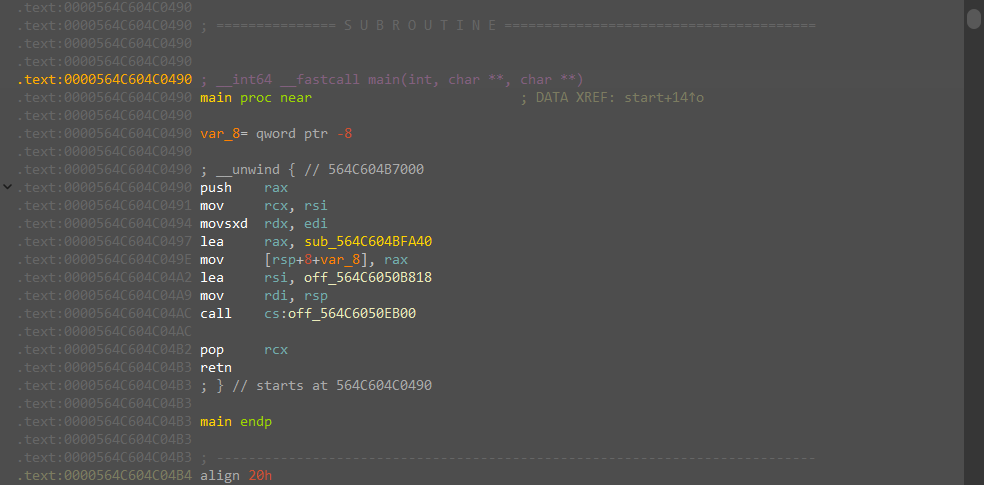 .text:0000564C604C0490
.text:0000564C604C0490 ; =============== S U B R O U T I N E =======================================
.text:0000564C604C0490
.text:0000564C604C0490
.text:0000564C604C0490 ; __int64 __fastcall main(int, char **, char **)
.text:0000564C604C0490 main proc near ; DATA XREF: start+14↑o
.text:0000564C604C0490
.text:0000564C604C0490 var_8= qword ptr -8
.text:0000564C604C0490
.text:0000564C604C0490 ; __unwind { // 564C604B7000
.text:0000564C604C0490 push rax
.text:0000564C604C0491 mov rcx, rsi
.text:0000564C604C0494 movsxd rdx, edi
.text:0000564C604C0497 lea rax, sub_564C604BFA40
.text:0000564C604C049E mov [rsp+8+var_8], rax
.text:0000564C604C04A2 lea rsi, off_564C6050B818
.text:0000564C604C04A9 mov rdi, rsp
.text:0000564C604C04AC call cs:off_564C6050EB00
.text:0000564C604C04AC
.text:0000564C604C04B2 pop rcx
.text:0000564C604C04B3 retn
.text:0000564C604C04B3 ; } // starts at 564C604C0490
.text:0000564C604C04B3
.text:0000564C604C04B3 main endp
.text:0000564C604C04B3
.text:0000564C604C04B3 ; ---------------------------------------------------------------------------
.text:0000564C604C04B4 align 20h